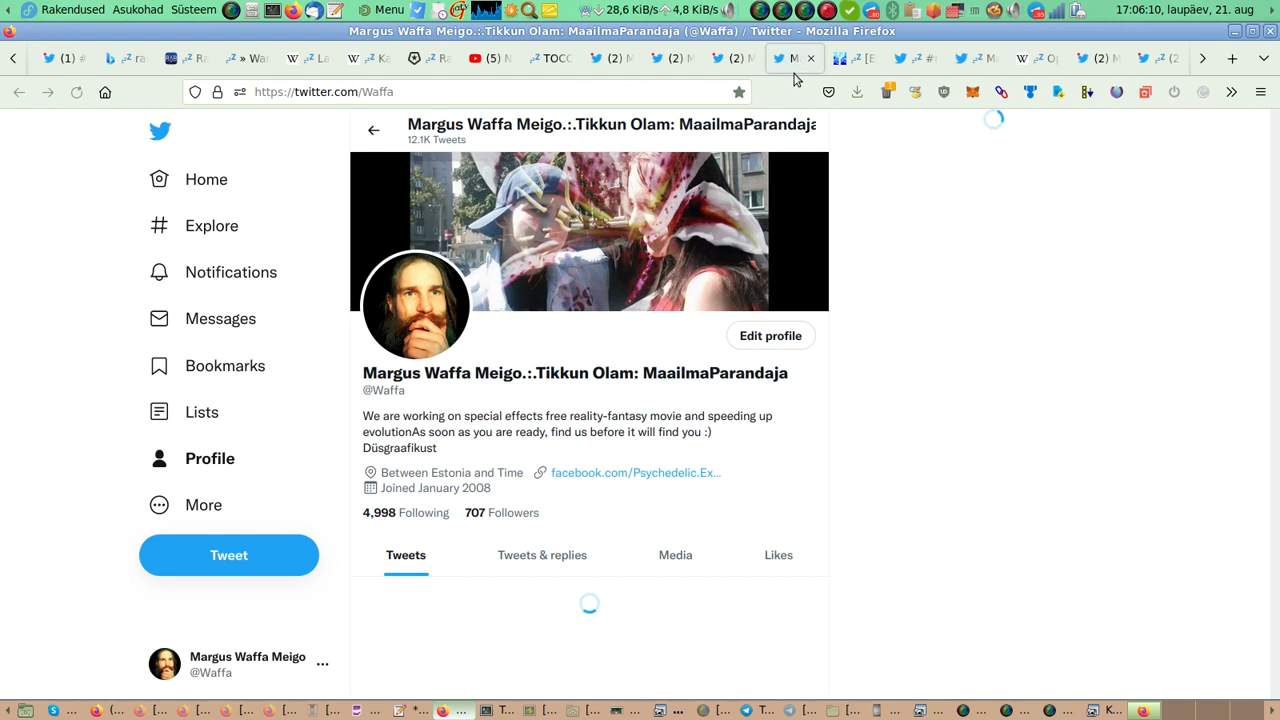 Rakendused Asukohad Süsteem Menu 28,6 KiB/s 4,8 KiB/s 17:06:10, laupäev, 21. aug
Margus Waffa Meigo.:.Tikkun Olam: MaailmaParandaja (@Waffa) / Twitter - Mozilla Firefox
(1) # ra » War La Ka Ra (5) N TOCC (2) M (2) M (2) M M [E #r Ma Op (2) M (2
https://twitter.com/Waffa
Margus Waffa Meigo.:.Tikkun Olam: MaailmaParandaja
12.1K Tweets
Home
Explore
Notifications
Messages
Bookmarks
Lists
Profile
More
Tweet
Edit profile
Margus Waffa Meigo.:.Tikkun Olam: MaailmaParandaja
@Waffa
We are working on special effects free reality-fantasy movie and speeding up
evolutionAs soon as you are ready, find us before it will find you :)
Düsgraafikust
Between Estonia and Time facebook.com/Psychedelic.Ex...
Joined January 2008
4,998 Following 707 Followers
Tweets Tweets & replies Media Likes
Margus Waffa Meigo
@Waffa